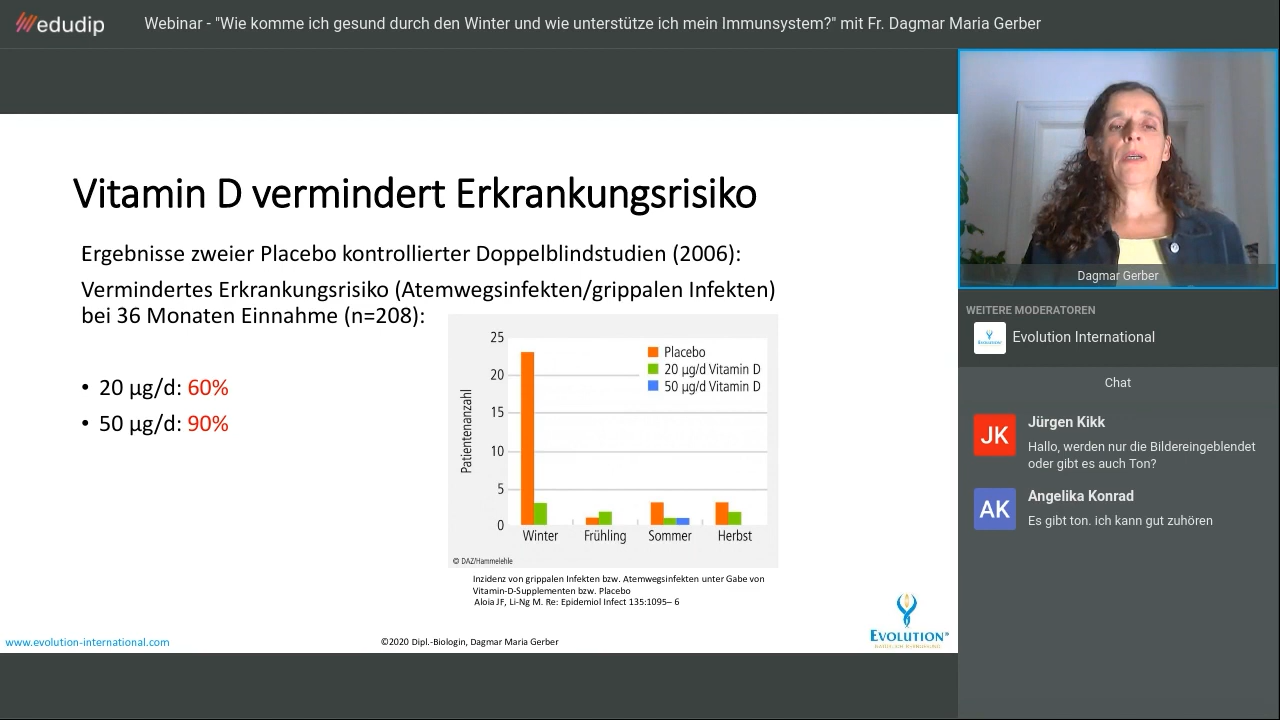 edudip
Webinar - "Wie komme ich gesund durch den Winter und wie unterstütze ich mein Immunsystem?" mit Fr. Dagmar Maria Gerber
Vitamin D vermindert Erkrankungsrisiko
Ergebnisse zweier Placebo kontrollierter Doppelblindstudien (2006):
Vermindertes Erkrankungsrisiko (Atemwegsinfekten/grippalen Infekten)
bei 36 Monaten Einnahme (n=208):
• 20 µg/d: 60%
• 50 µg/d: 90%
Patientenanzahl
25
20
15
10
5
0
Placebo
20 µg/d Vitamin D
50 µg/d Vitamin D
Winter Frühling Sommer Herbst
© DAZ/Hammelehle
Inzidenz von grippalen Infekten bzw. Atemwegsinfekten unter Gabe von
Vitamin-D-Supplementen bzw. Placebo
Aloia JF, Li-Ng M. Re: Epidemiol Infect 135:1095– 6
www.evolution-international.com
©2020 Dipl.-Biologin, Dagmar Maria Gerber
EVOLUTION®
Dagmar Gerber
WEITERE MODERATOREN
Evolution International
Chat
JK
Jürgen Kikk
Hallo, werden nur die Bildereingeblendet
oder gibt es auch Ton?
AK
Angelika Konrad
Es gibt ton. ich kann gut zuhören